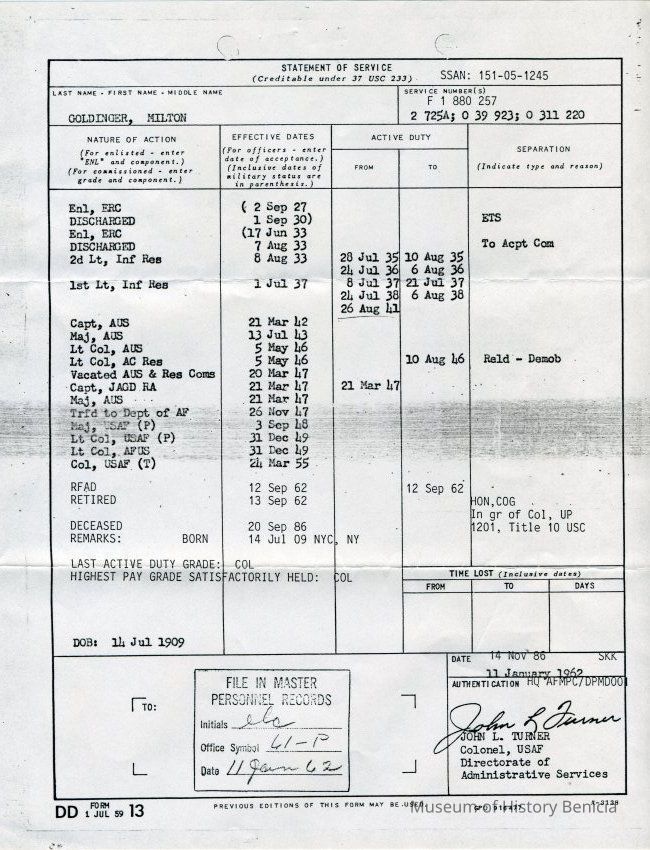 STATEMENT OF SERVICE
(Creditable under 37 USC 233)
SSAN: 151-05-1245
LAST NAME - FIRST NAME - MIDDLE NAME
SERVICE NUMBER(S)
F 1 880 257
GOLDINGER, MILTON
2 725A; O 39 923; O 311 220
NATURE OF ACTION
(For enlisted - enter
"ENL" and component.)
(For commissioned - enter
grade and component.)
EFFECTIVE DATES
(For officers - enter
date of acceptance.)
(Inclusive dates of
military status are
in parenthesis.)
ACTIVE DUTY
FROM
TO
SEPARATION
(Indicate type and reason)
Enl, ERC ( 2 Sep 27
DISCHARGED 1 Sep 30) ETS
Enl, ERC (17 Jun 33
DISCHARGED 7 Aug 33 To Acpt Com
2d Lt, Inf Res 8 Aug 33 28 Jul 35 10 Aug 35
24 Jul 36 6 Aug 36
1st Lt, Inf Res 1 Jul 37 8 Jul 37 21 Jul 37
24 Jul 38 6 Aug 38
26 Aug 41
Capt, AUS 21 Mar 42
Maj, AUS 13 Jul 43
Lt Col, AUS 5 May 46
Lt Col, AC Res 5 May 46 10 Aug 46 Reld - Demob
Vacated AUS & Res Coms 20 Mar 47
Capt, JAGD RA 21 Mar 47 21 Mar 47
Maj, AUS 21 Mar 47
Trfd to Dept of AF 26 Nov 47
Maj, USAF (P) 3 Sep 48
Lt Col, USAF (P) 31 Dec 49
Lt Col, AFUS 31 Dec 49
Col, USAF (T) 24 Mar 55
RFAD 12 Sep 62 12 Sep 62
RETIRED 13 Sep 62 HON,COG
In gr of Col, UP
DECEASED 20 Sep 86 1201, Title 10 USC
REMARKS: BORN 14 Jul 09 NYC, NY
LAST ACTIVE DUTY GRADE: COL
HIGHEST PAY GRADE SATISFACTORILY HELD: COL
TIME LOST (Inclusive dates)
FROM
TO
DAYS
DOB: 14 Jul 1909
DATE 14 NOV 86 SKK
11 January 1962
AUTHENTICATION HQ AFMPC/DPMD001
TO:
FILE IN MASTER
PERSONNEL RECORDS
Initials elc
Office Symbol 61-P
Date 11 Jan 62
John L Turner
JOHN L. TURNER
Colonel, USAF
Directorate of
Administrative Services
DD FORM 1 JUL 59 13
PREVIOUS EDITIONS OF THIS FORM MAY BE USED.
Museum of History Benicia